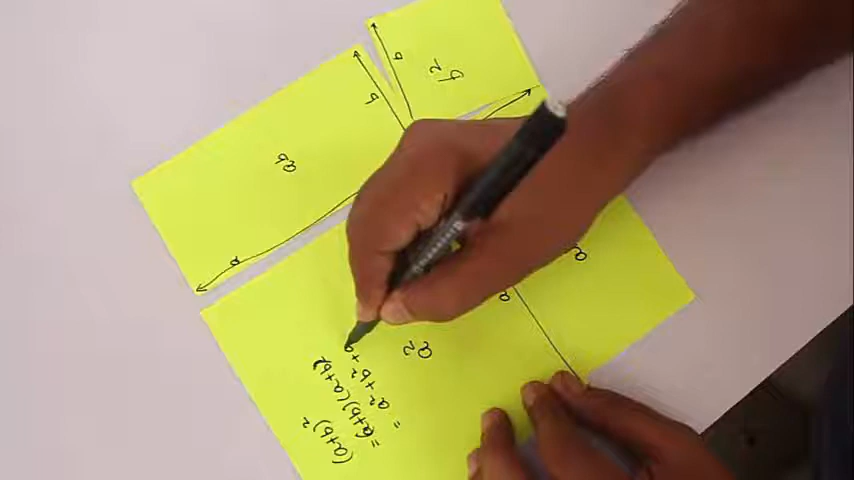 b
b²
b
ab
a
a
a
a²
(a+b)²
= (a+b)(a+b)
= a²+b²+a